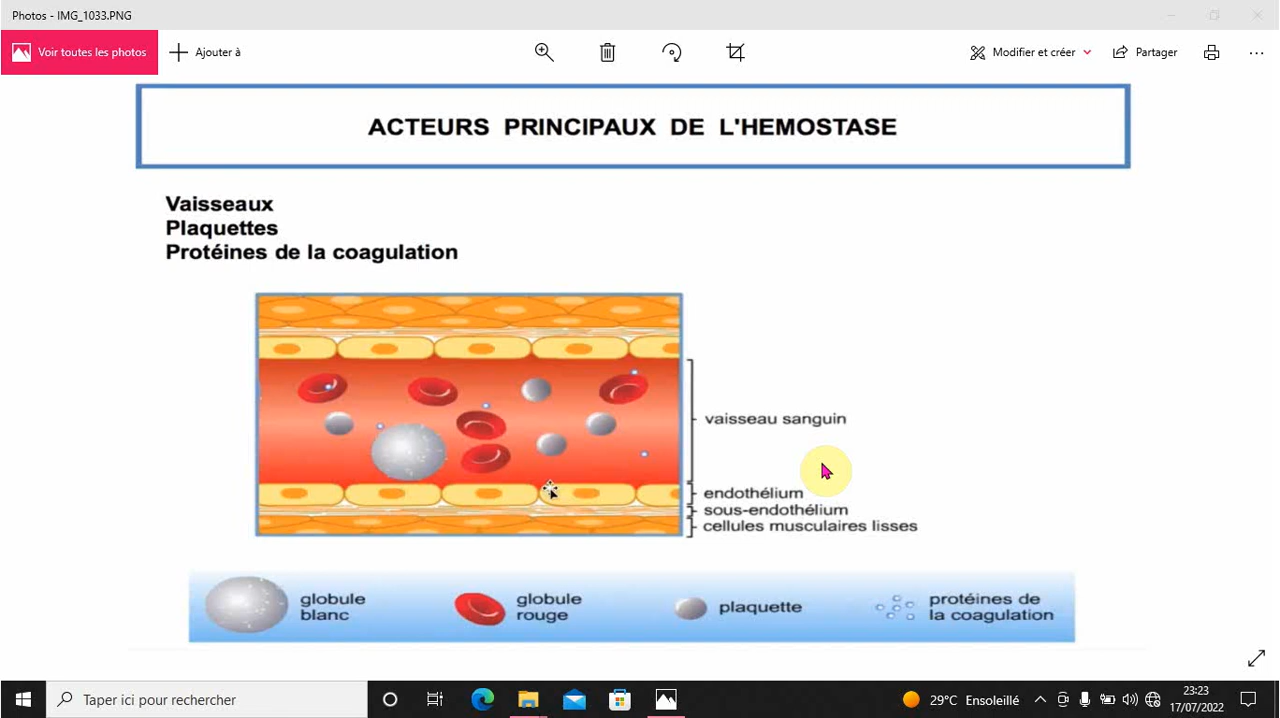 Photos - IMG_1033.PNG
Voir toutes les photos
Ajouter à
Modifier et créer
Partager
ACTEURS PRINCIPAUX DE L'HEMOSTASE
Vaisseaux
Plaquettes
Protéines de la coagulation
vaisseau sanguin
endothélium
sous-endothélium
cellules musculaires lisses
globule
blanc
globule
rouge
plaquette
protéines de
la coagulation
Taper ici pour rechercher
29°C Ensoleillé
23:23
17/07/2022